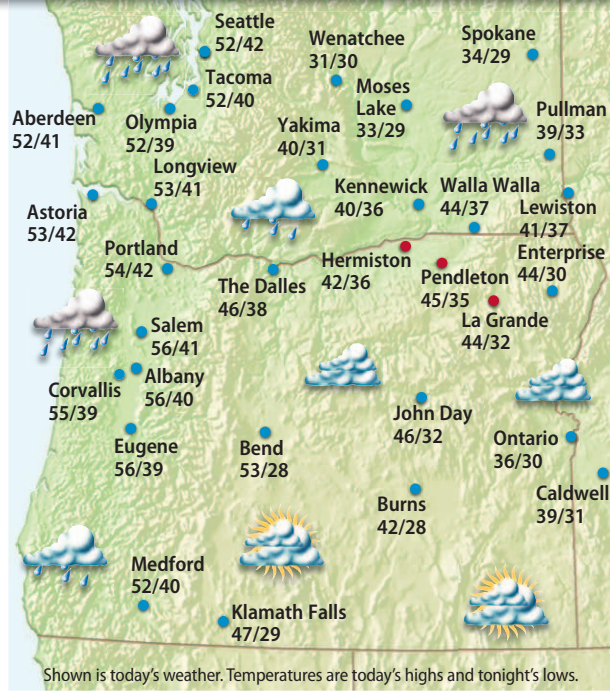 Seattle
52/42
Wenatchee
31/30
Spokane
34/29
Tacoma
52/40
Moses
Lake
33/29
Aberdeen
52/41
Olympia
52/39
Yakima
40/31
Pullman
39/33
Longview
53/41
Kennewick
40/36
Walla Walla
44/37
Lewiston
41/37
Astoria
53/42
Portland
54/42
The Dalles
46/38
Hermiston
42/36
Pendleton
45/35
Enterprise
44/30
La Grande
44/32
Salem
56/41
Corvallis
55/39
Albany
56/40
John Day
46/32
Eugene
56/39
Bend
53/28
Ontario
36/30
Burns
42/28
Caldwell
39/31
Medford
52/40
Klamath Falls
47/29
Shown is today's weather. Temperatures are today's highs and tonight's lows.